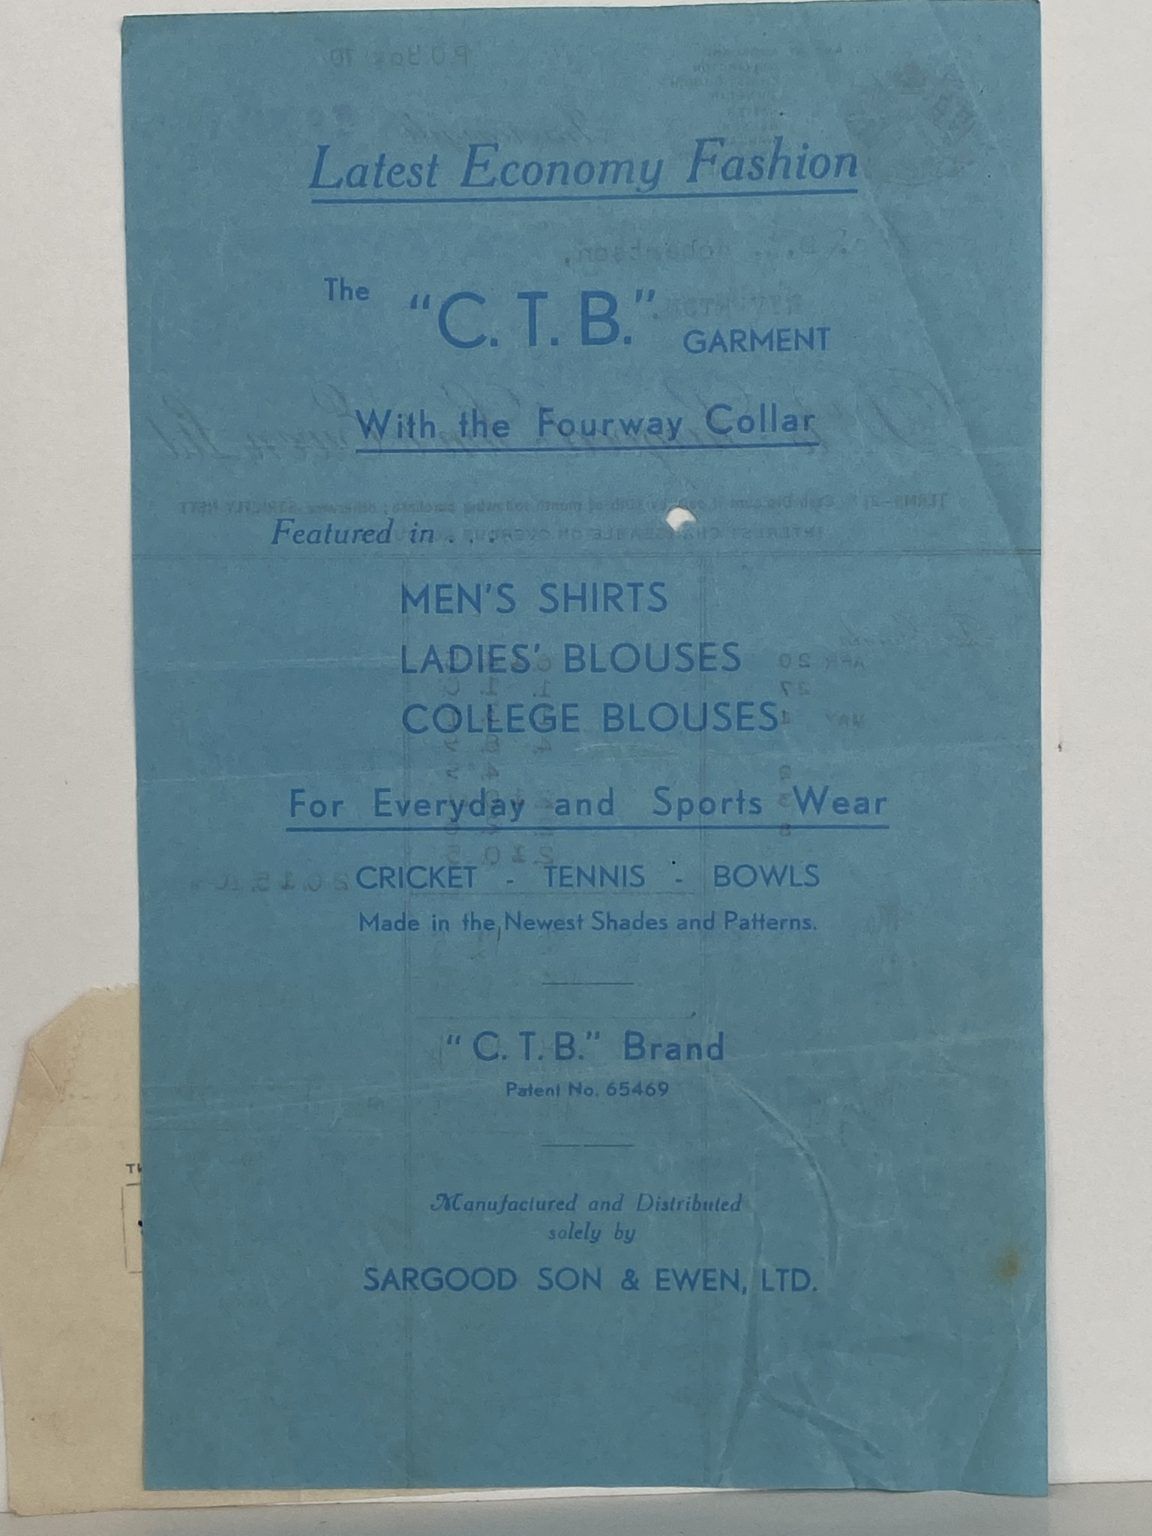 Latest Economy Fashion
The "C. T. B." GARMENT
With the Fourway Collar
Featured in . . .
MEN'S SHIRTS
LADIES' BLOUSES
COLLEGE BLOUSES
For Everyday and Sports Wear
CRICKET - TENNIS - BOWLS
Made in the Newest Shades and Patterns.
"C. T. B." Brand
Patent No. 65469
Manufactured and Distributed
solely by
SARGOOD SON & EWEN, LTD.